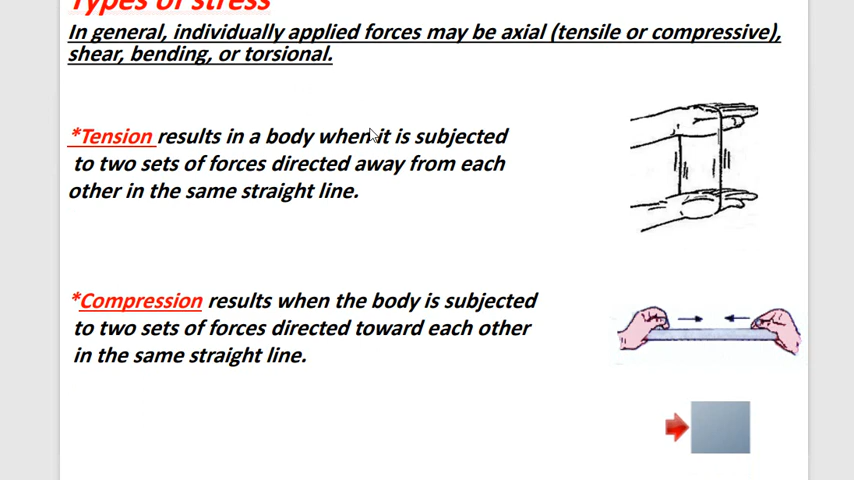 Types of stress
In general, individually applied forces may be axial (tensile or compressive),
shear, bending, or torsional.
*Tension results in a body when it is subjected
to two sets of forces directed away from each
other in the same straight line.
*Compression results when the body is subjected
to two sets of forces directed toward each other
in the same straight line.